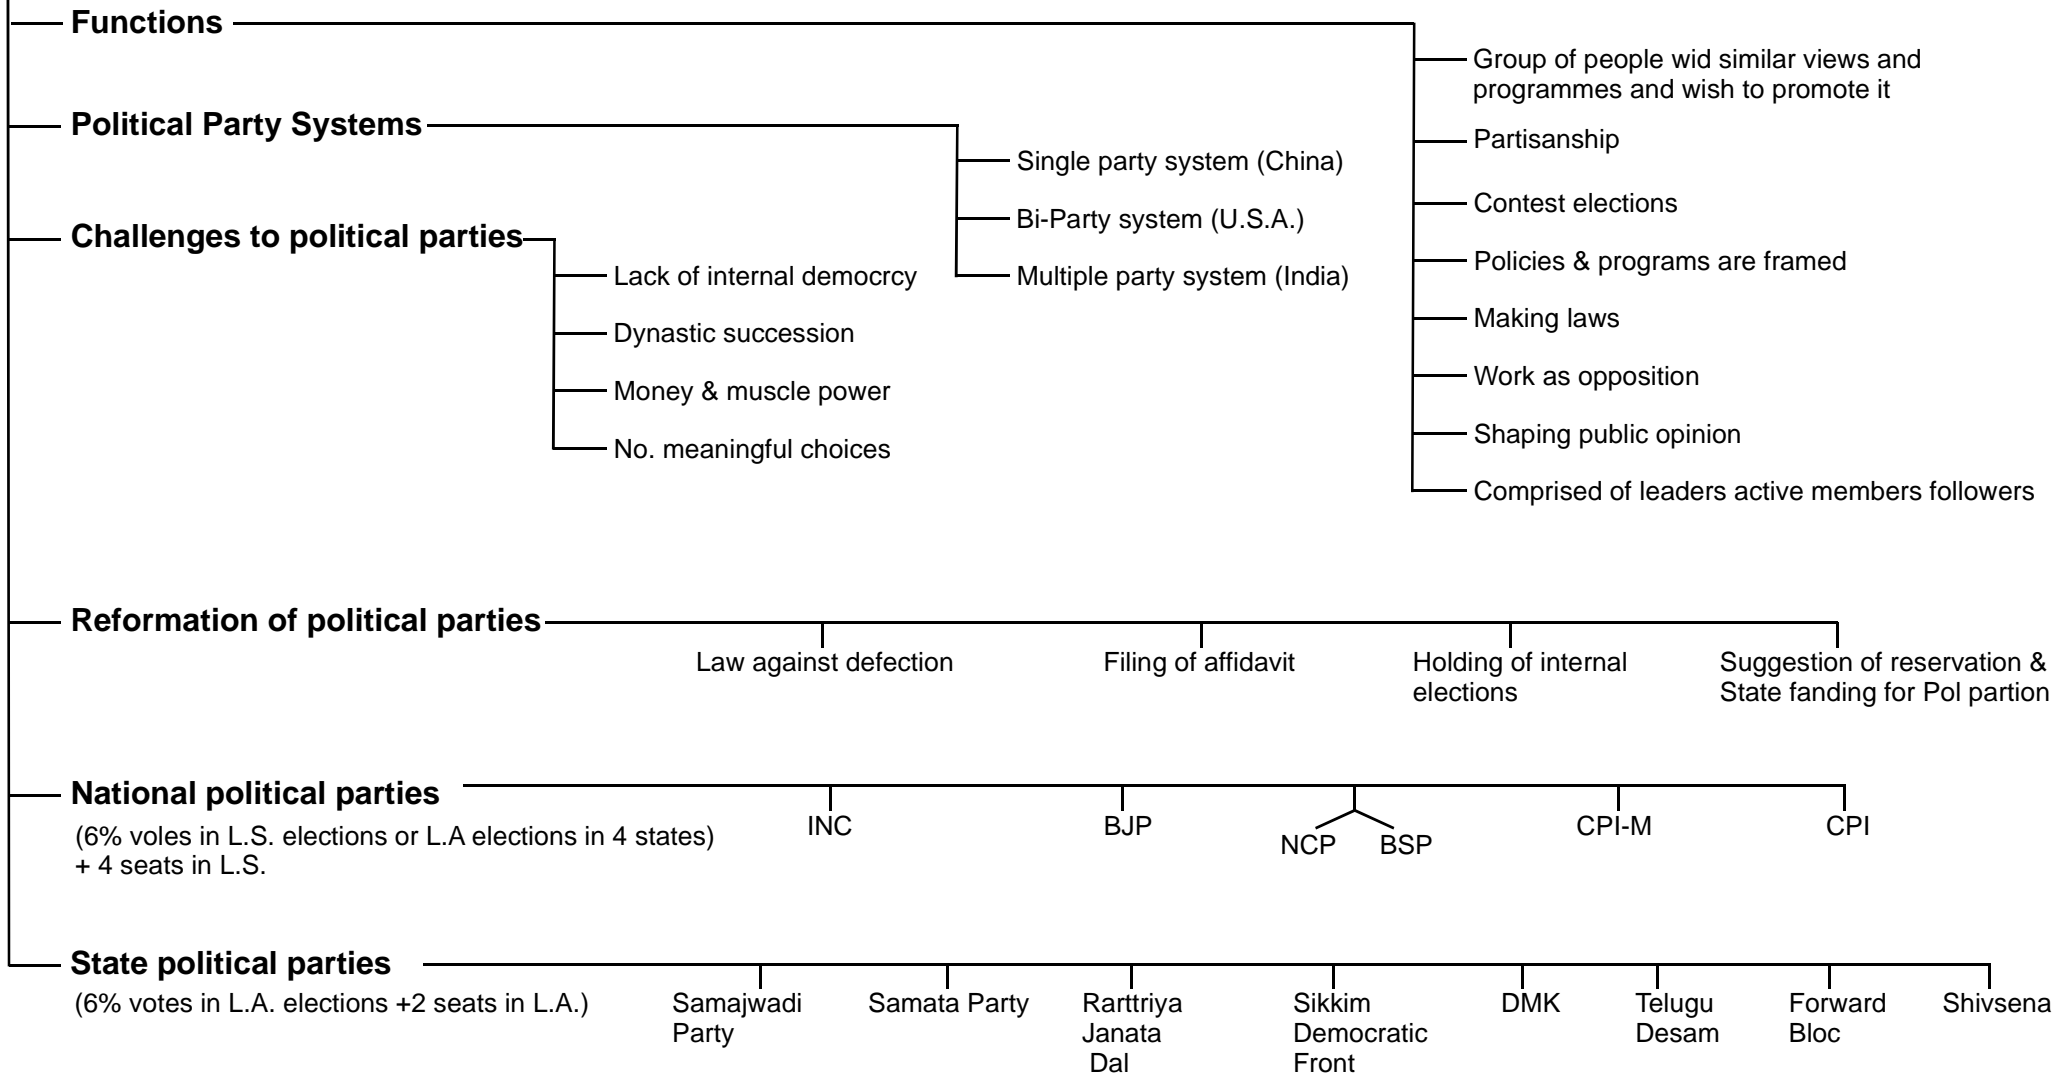 Functions
Group of people wid similar views and
programmes and wish to promote it
Partisanship
Contest elections
Policies & programs are framed
Making laws
Work as opposition
Shaping public opinion
Comprised of leaders active members followers
Political Party Systems
Single party system (China)
Bi-Party system (U.S.A.)
Multiple party system (India)
Challenges to political parties
Lack of internal democrcy
Dynastic succession
Money & muscle power
No. meaningful choices
Reformation of political parties
Law against defection
Filing of affidavit
Holding of internal
elections
Suggestion of reservation &
State fanding for Pol partion
National political parties
(6% voles in L.S. elections or L.A elections in 4 states)
+ 4 seats in L.S.
INC
BJP
NCP
BSP
CPI-M
CPI
State political parties
(6% votes in L.A. elections +2 seats in L.A.)
Samajwadi
Party
Samata Party
Rarttriya
Janata
Dal
Sikkim
Democratic
Front
DMK
Telugu
Desam
Forward
Bloc
Shivsena